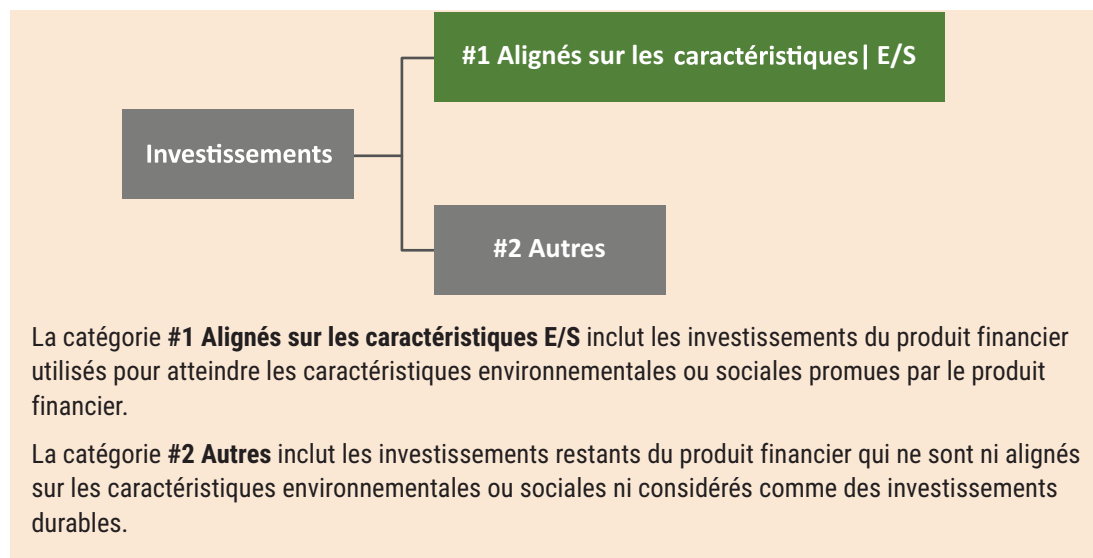 #1 Alignés sur les caractéristiques| E/S
Investissements
#2 Autres
La catégorie #1 Alignés sur les caractéristiques E/S inclut les investissements du produit financier
utilisés pour atteindre les caractéristiques environnementales ou sociales promues par le produit
financier.
La catégorie #2 Autres inclut les investissements restants du produit financier qui ne sont ni alignés
sur les caractéristiques environnementales ou sociales ni considérés comme des investissements
durables.